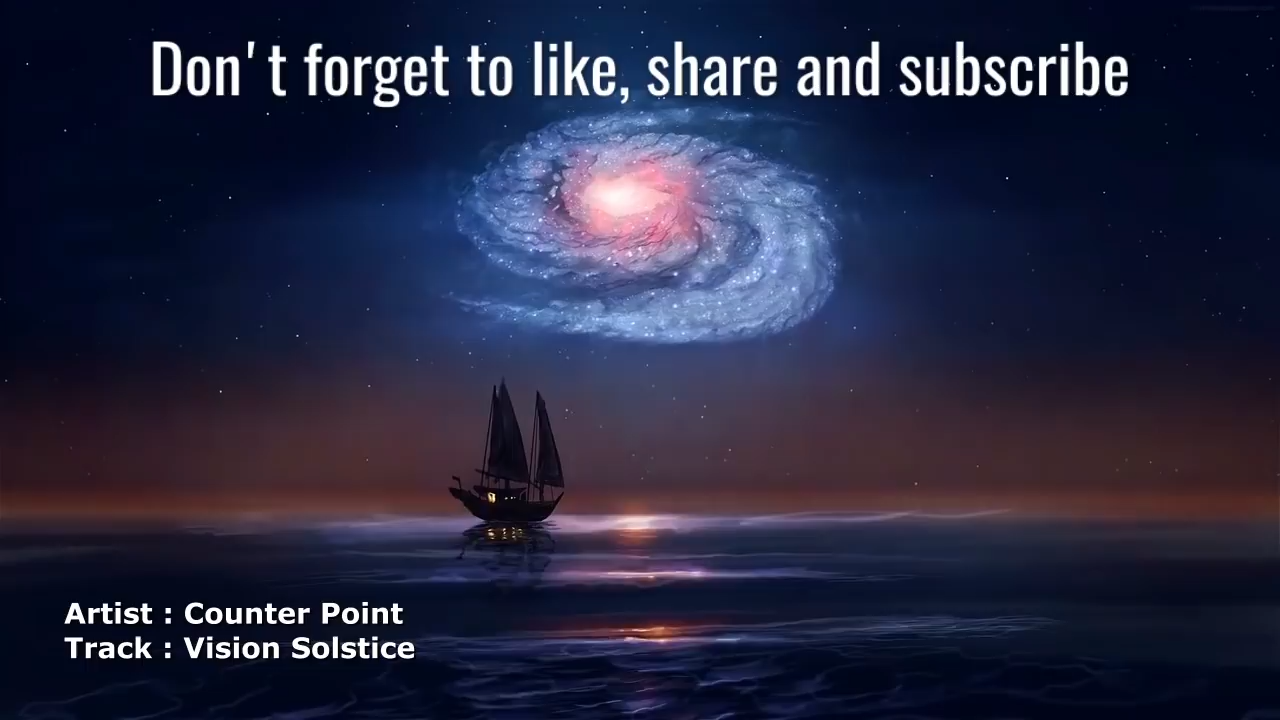 Don't forget to like, share and subscribe
Artist : Counter Point
Track : Vision Solstice